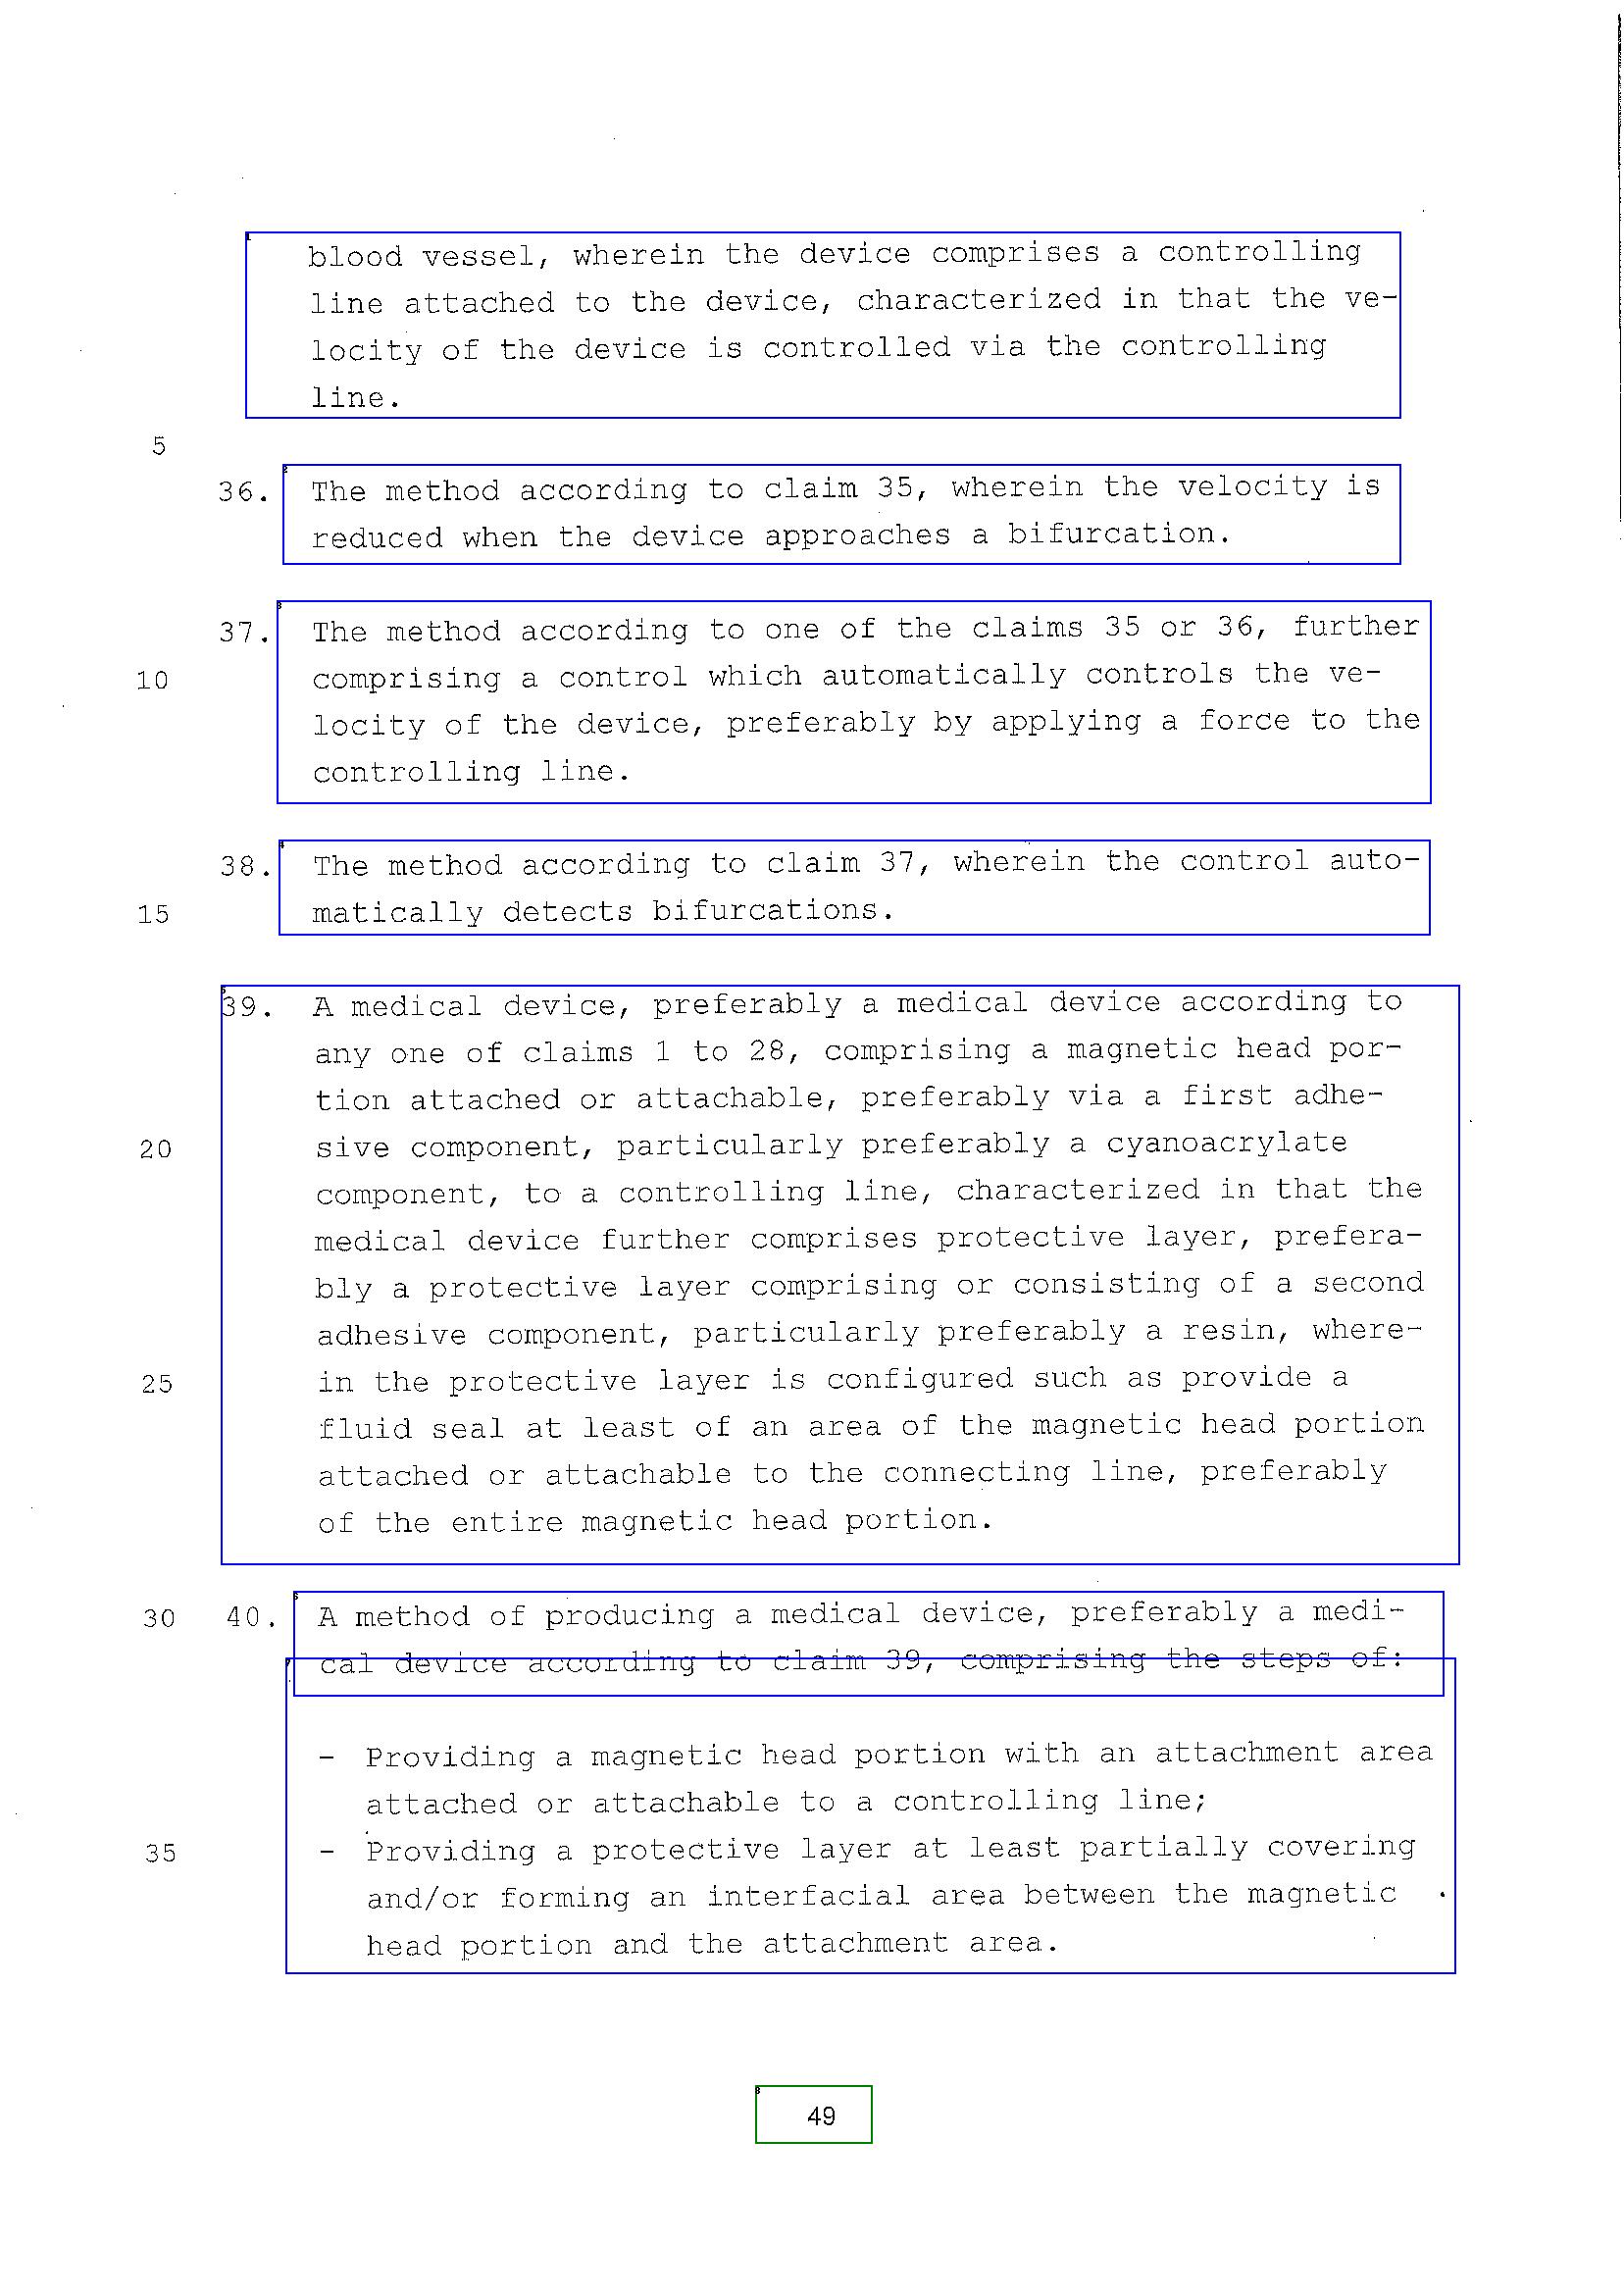 blood vessel, wherein the device comprises a controlling
line attached to the device, characterized in that the ve-
locity of the device is controlled via the controlling
line.
5
36. The method according to claim 35, wherein the velocity is
reduced when the device approaches a bifurcation.
37. The method according to one of the claims 35 or 36, further
10 comprising a control which automatically controls the ve-
locity of the device, preferably by applying a force to the
controlling line.
38. The method according to claim 37, wherein the control auto-
15 matically detects bifurcations.
39. A medical device, preferably a medical device according to
any one of claims 1 to 28, comprising a magnetic head por-
tion attached or attachable, preferably via a first adhe-
20 sive component, particularly preferably a cyanoacrylate
component, to a controlling line, characterized in that the
medical device further comprises protective layer, prefera-
bly a protective layer comprising or consisting of a second
adhesive component, particularly preferably a resin, where-
25 in the protective layer is configured such as provide a
fluid seal at least of an area of the magnetic head portion
attached or attachable to the connecting line, preferably
of the entire magnetic head portion.
30 40. A method of producing a medical device, preferably a medi-
cal device according to claim 39, comprising the steps of:
- Providing a magnetic head portion with an attachment area
attached or attachable to a controlling line;
35 - Providing a protective layer at least partially covering
and/or forming an interfacial area between the magnetic
head portion and the attachment area.
49